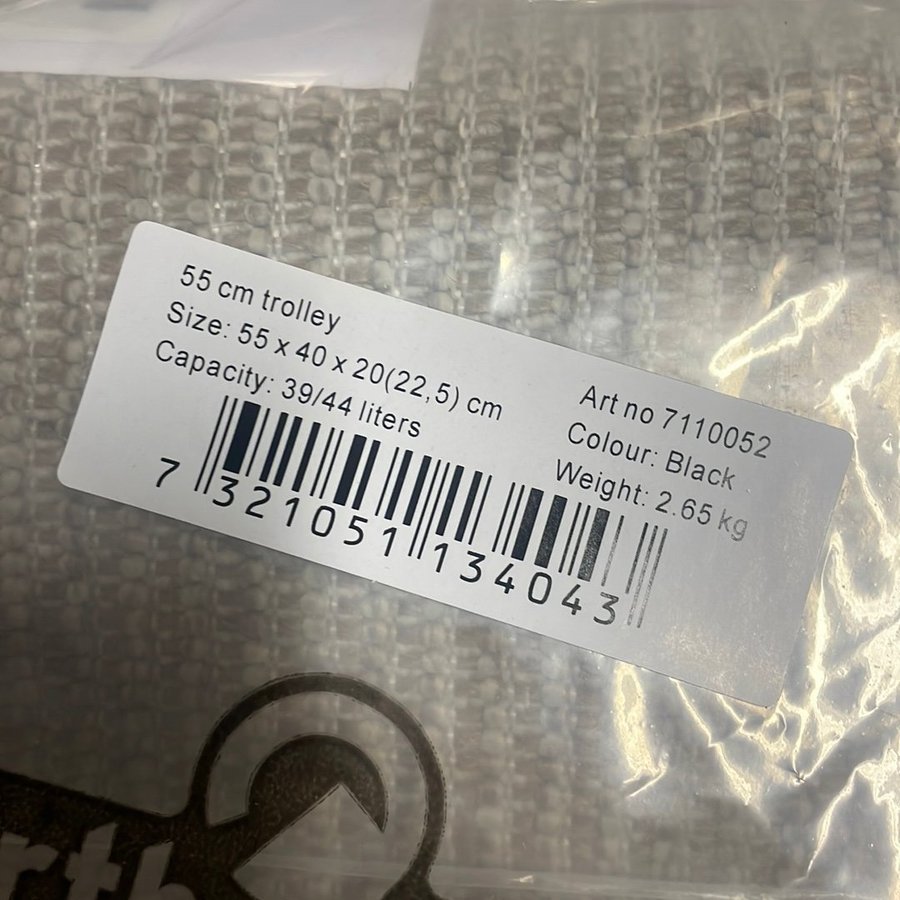 55 cm trolley
Size: 55 x 40 x 20(22,5) cm
Capacity: 39/44 liters
Art no 7110052
Colour: Black
Weight: 2.65 kg
7 321051 134043